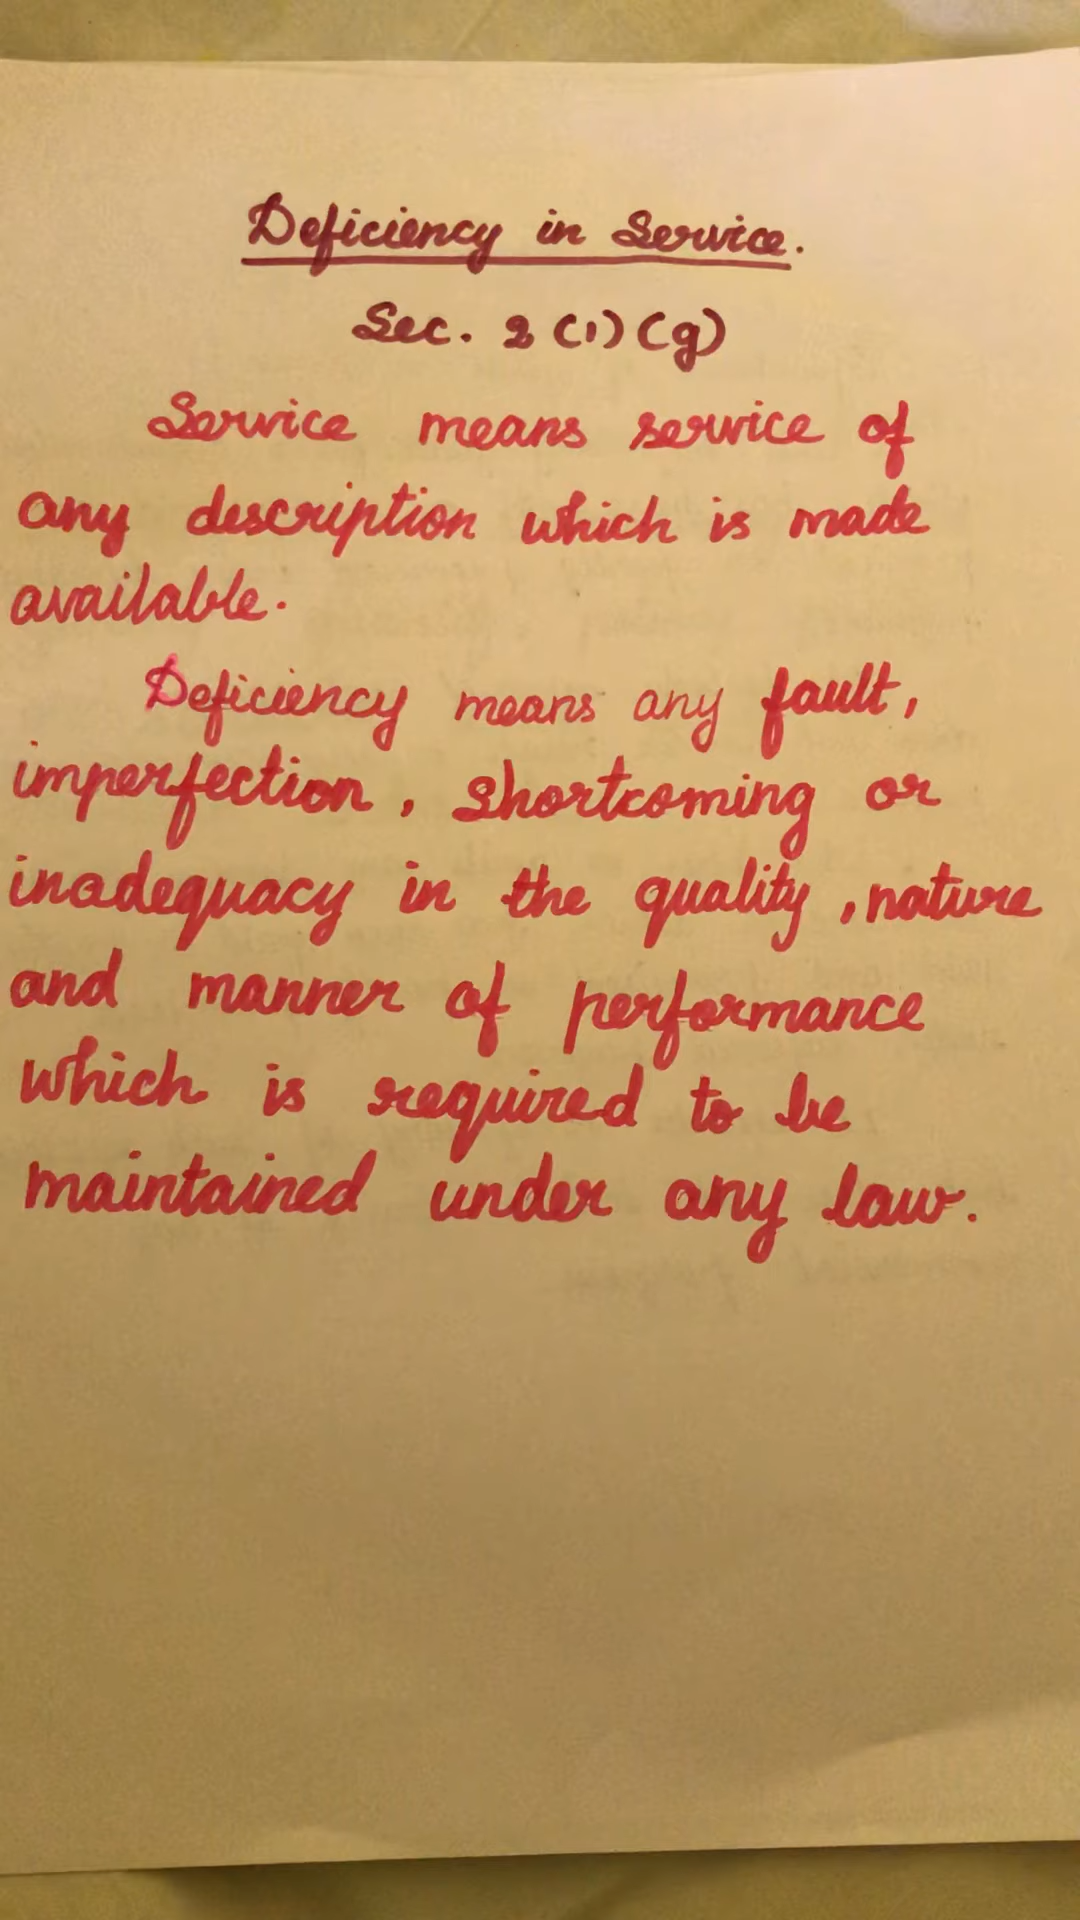 Deficiency in Service.
Sec. 2 (1) (g)
Service means service of
any description which is made
available.
Deficiency means any fault,
imperfection, shortcoming or
inadequacy in the quality, nature
and manner of performance
which is required to be
maintained under any law.